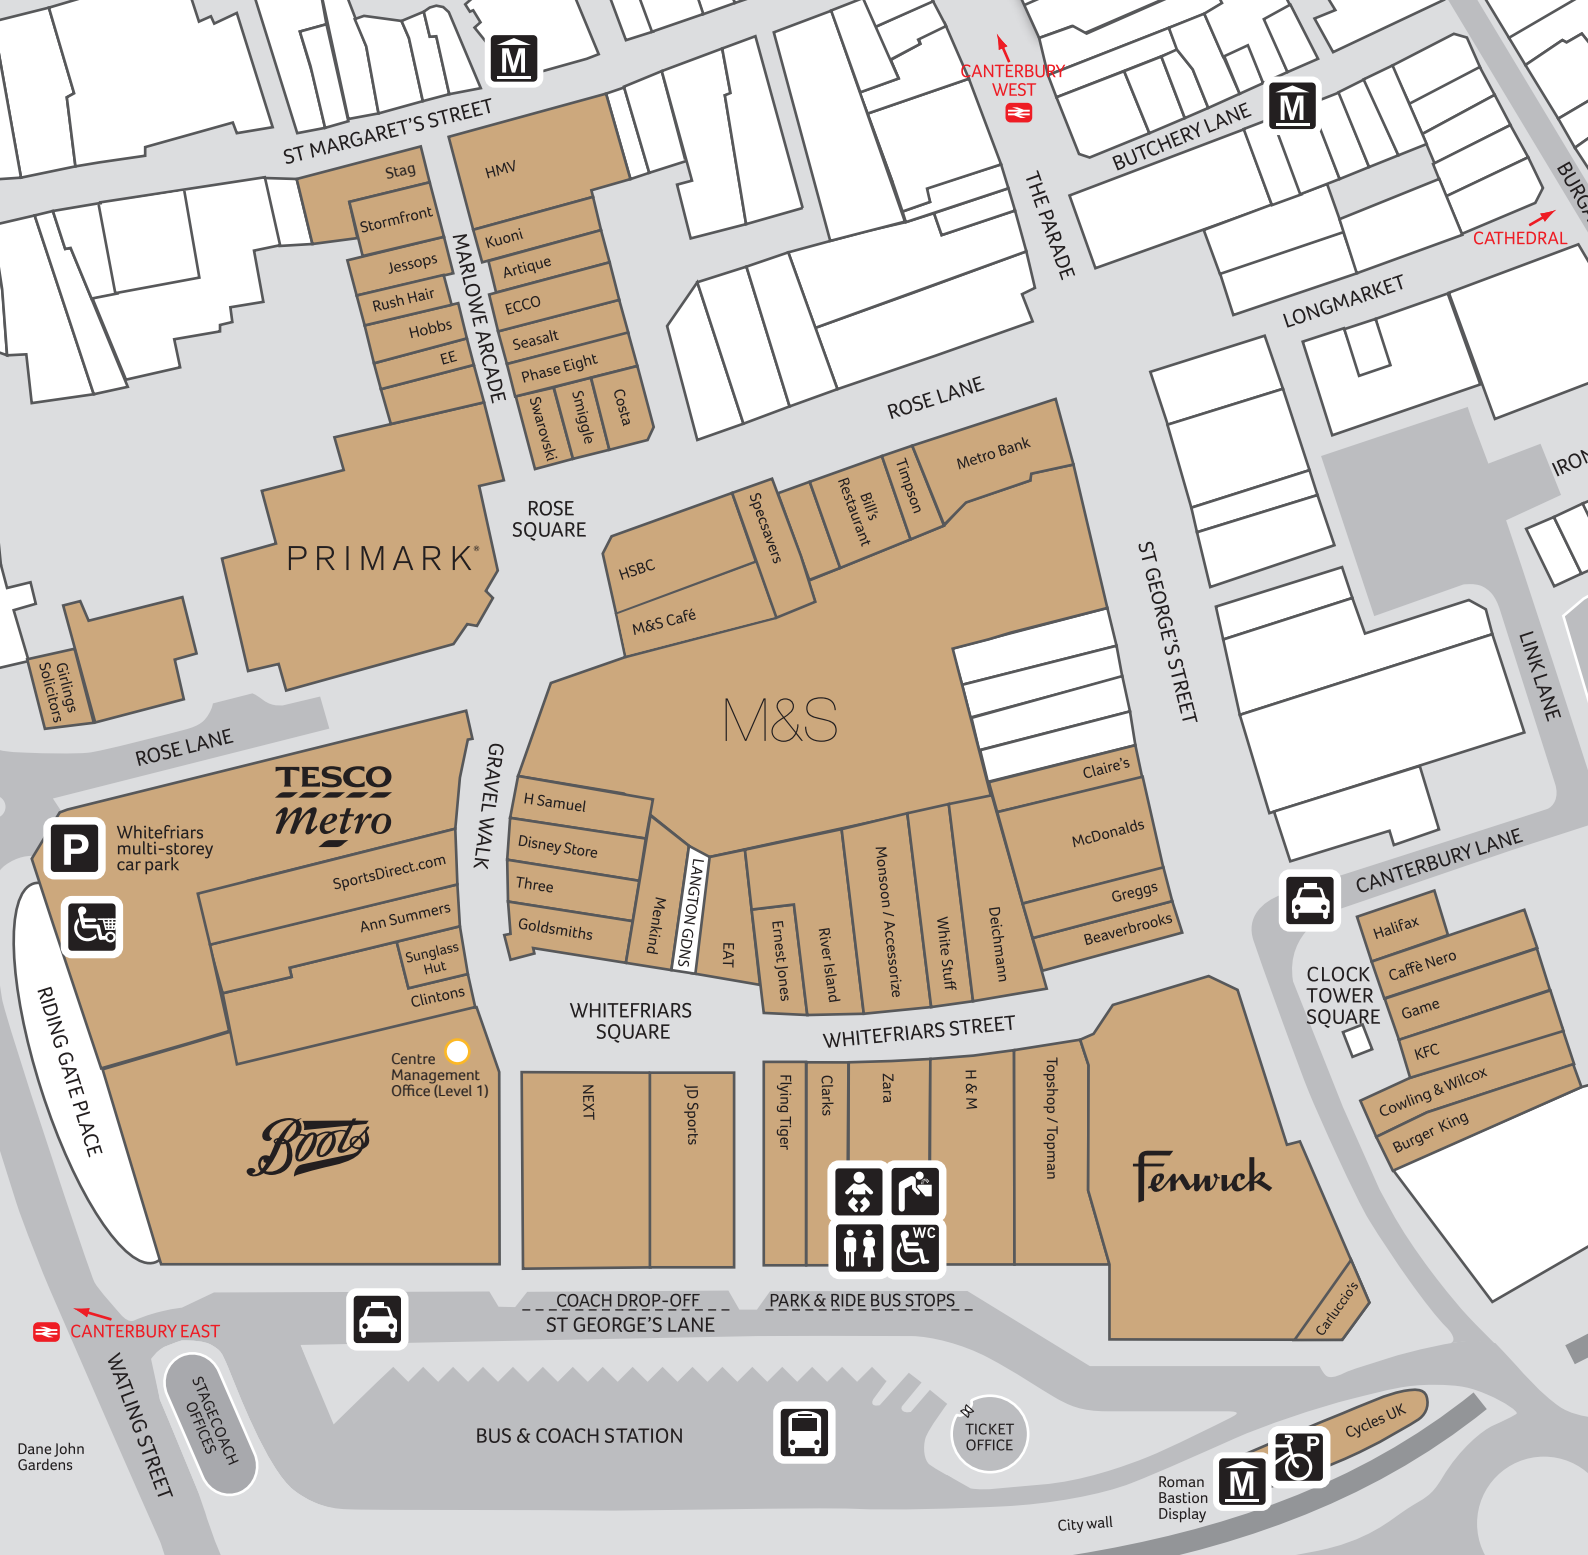 M
ST MARGARET'S STREET
CANTERBURY
WEST
BUTCHERY LANE
M
THE PARADE
CATHEDRAL
LONGMARKET
Stag
Stormfront
Jessops
Rush Hair
Hobbs
EE
MARLOWE ARCADE
HMV
Kuoni
Artique
ECCO
Seasalt
Phase Eight
Swarovski
Smiggle
Costa
ROSE LANE
ROSE
SQUARE
PRIMARK®
HSBC
M&S Café
Specsavers
Bill's
Restaurant
Timpson
Metro Bank
ST GEORGE'S STREET
LINK LANE
Girlings
Solicitors
ROSE LANE
GRAVEL WALK
M&S
TESCO
Metro
P
Whitefriars
multi-storey
car park
SportsDirect.com
Ann Summers
Sunglass
Hut
Clintons
H Samuel
Disney Store
Three
Goldsmiths
Menkind
LANGTON GDNS
EAT
Ernest Jones
River Island
Monsoon / Accessorize
White Stuff
Deichmann
Claire's
McDonalds
Greggs
Beaverbrooks
CANTERBURY LANE
Halifax
Caffè Nero
Game
KFC
Cowling & Wilcox
Burger King
CLOCK
TOWER
SQUARE
RIDING GATE PLACE
Centre
Management
Office (Level 1)
Boots
WHITEFRIARS
SQUARE
WHITEFRIARS STREET
NEXT
JD Sports
Flying Tiger
Clarks
Zara
H & M
Topshop / Topman
WC
Fenwick
Carluccio's
COACH DROP-OFF
PARK & RIDE BUS STOPS
ST GEORGE'S LANE
CANTERBURY EAST
WATLING STREET
STAGECOACH
OFFICES
Dane John
Gardens
BUS & COACH STATION
TICKET
OFFICE
Cycles UK
P
M
Roman
Bastion
Display
City wall